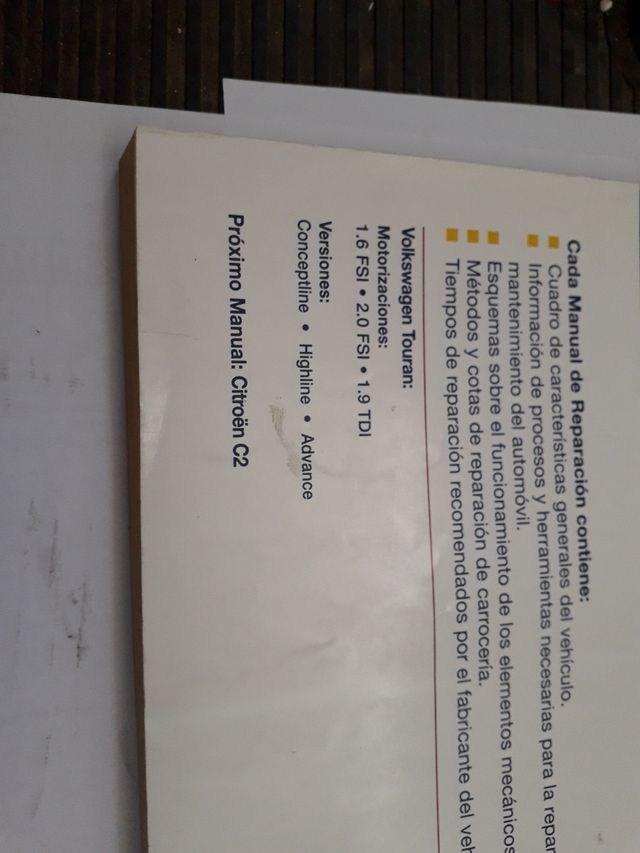 Cada Manual de Reparación contiene:
Cuadro de características generales del vehículo.
Información de procesos y herramientas necesarias para la
mantenimiento del automóvil.
Esquemas sobre el funcionamiento de los elementos mecánicos
Métodos y cotas de reparación de carrocería.
Tiempos de reparación recomendados por el fabricante del
Volkswagen Touran:
Motorizaciones:
1.6 FSI • 2.0 FSI • 1.9 TDI
Versiones:
Conceptline • Highline • Advance
Próximo Manual: Citroën C2